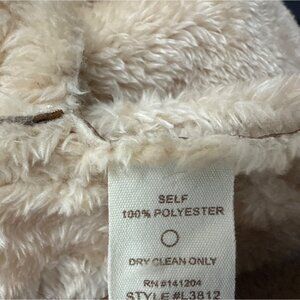 SELF
100% POLYESTER
DRY CLEAN ONLY
RN #141204
STYLE #L3812